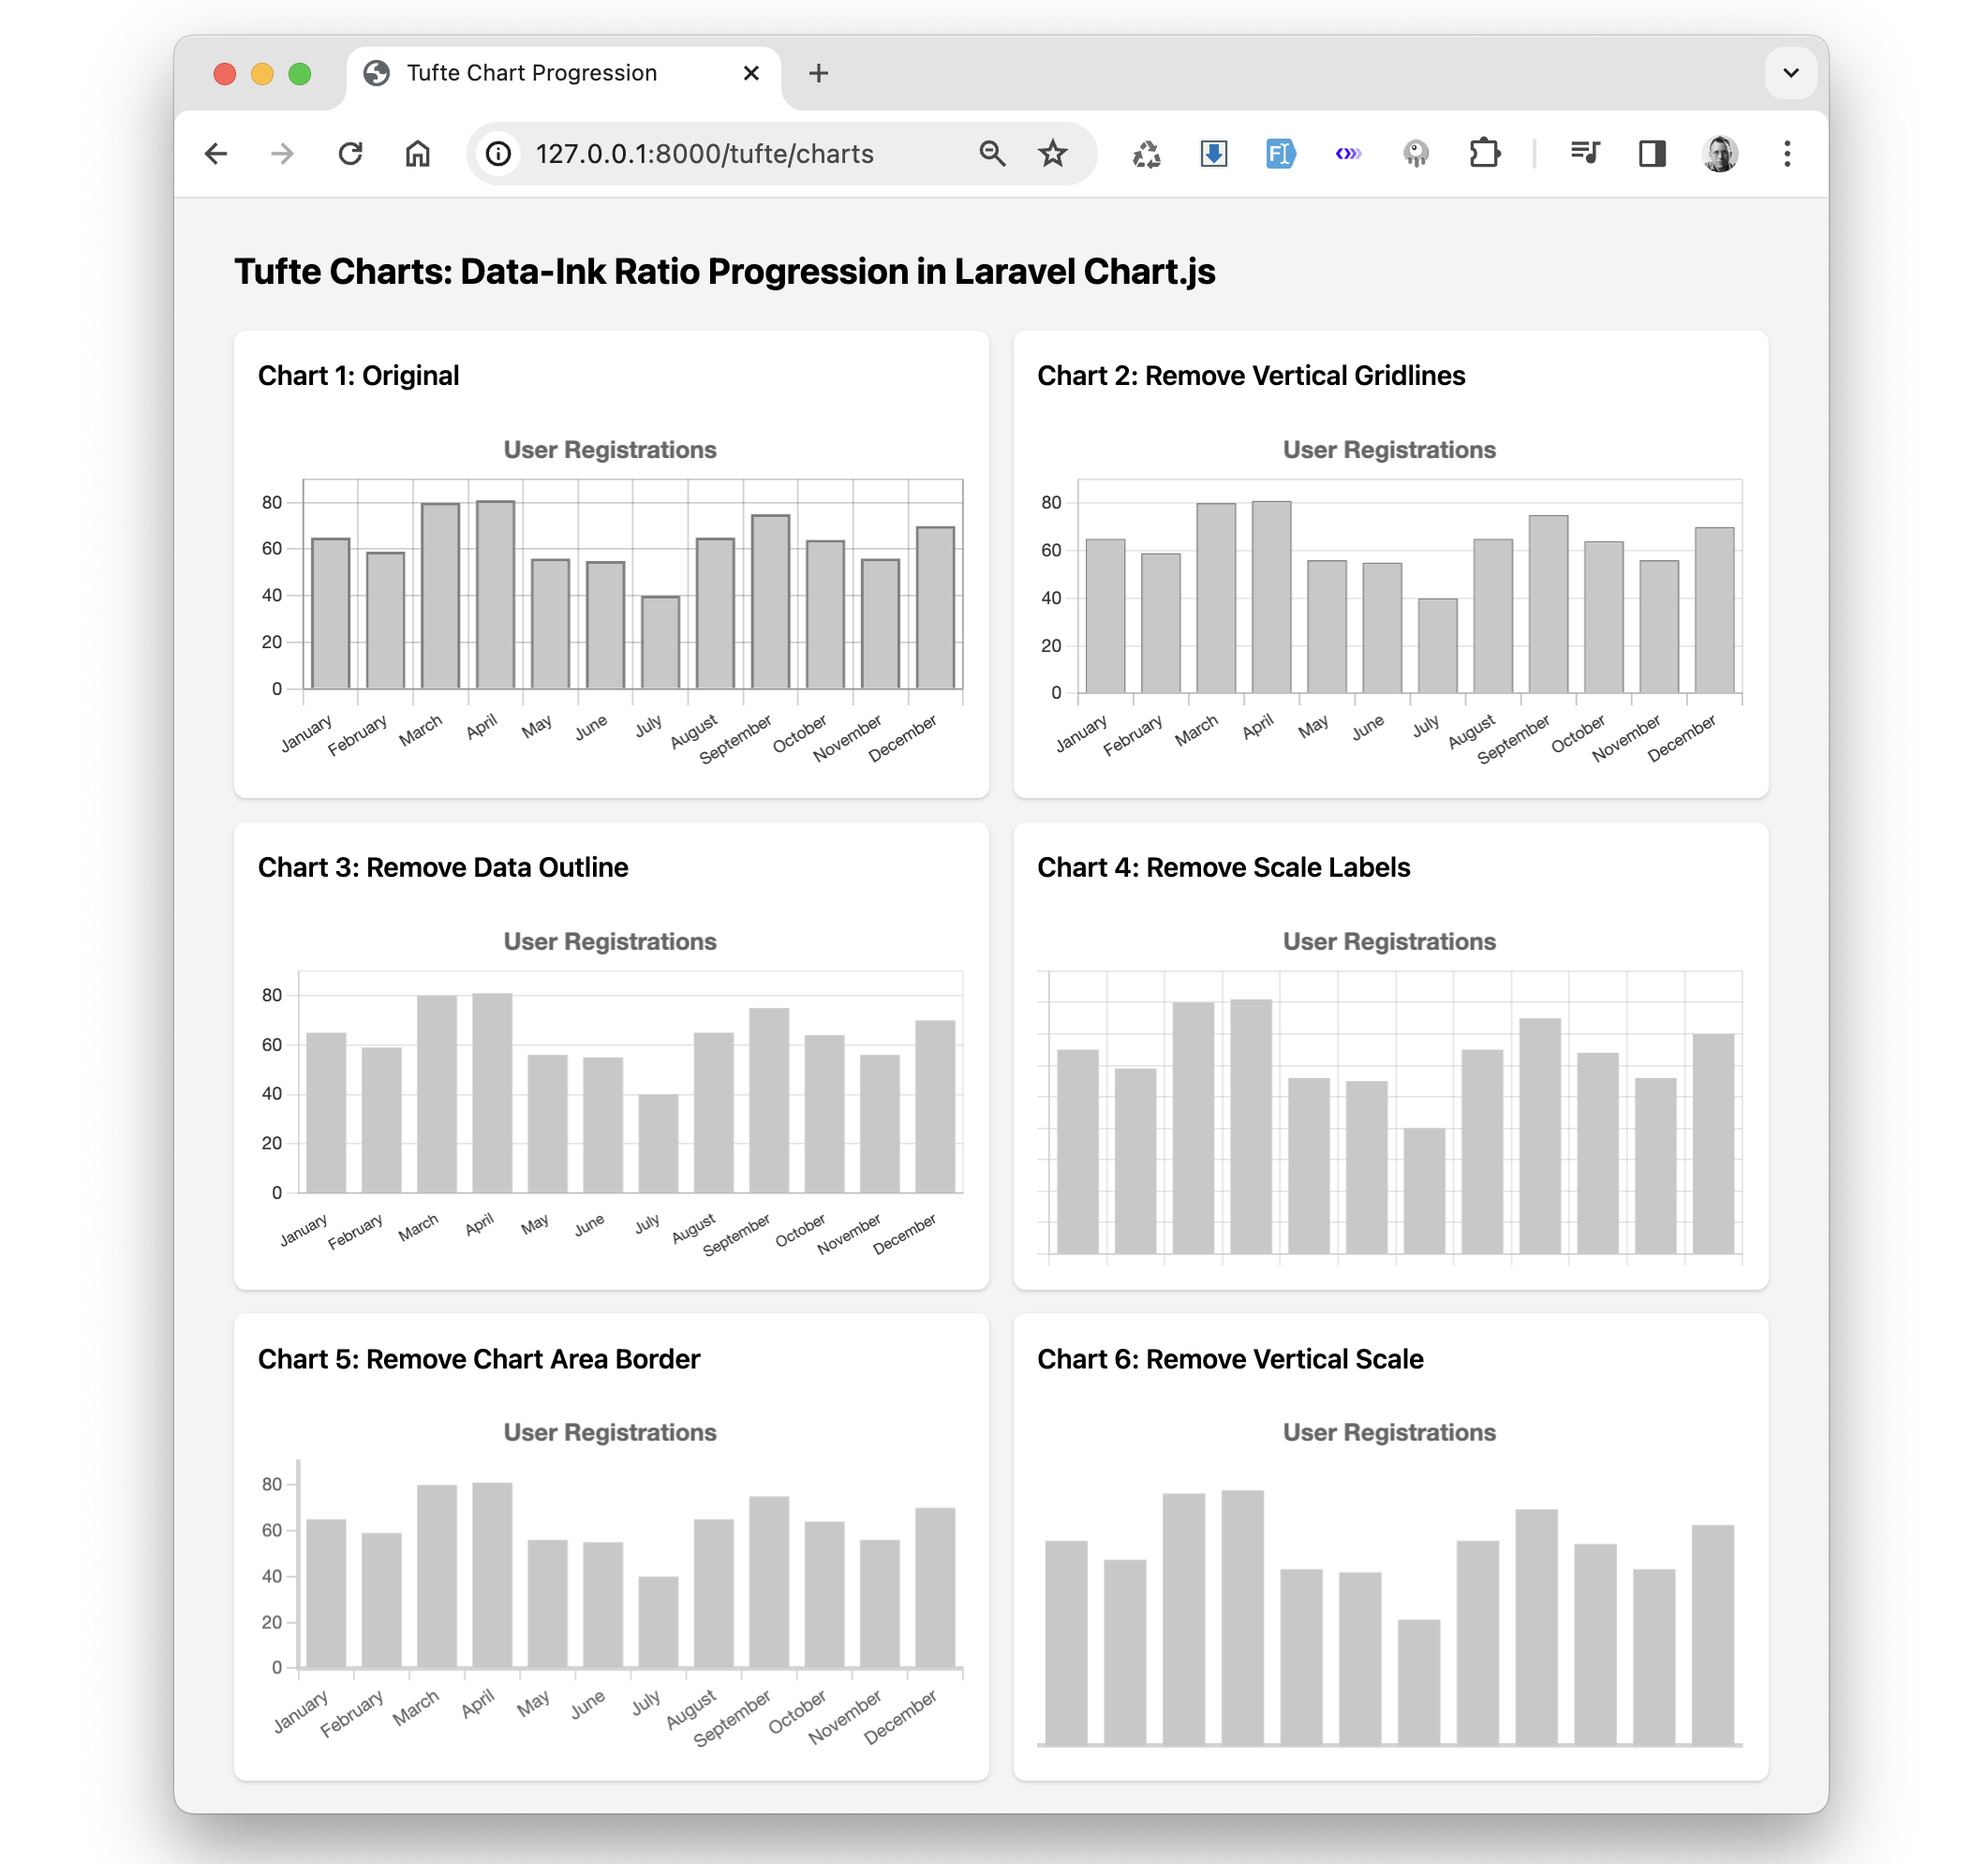 Tufte Chart Progression
127.0.0.1:8000/tufte/charts
Tufte Charts: Data-Ink Ratio Progression in Laravel Chart.js
Chart 1: Original
User Registrations
80
60
40
20
0
January February March April May June July August September October November December
Chart 2: Remove Vertical Gridlines
User Registrations
80
60
40
20
0
January February March April May June July August September October November December
Chart 3: Remove Data Outline
User Registrations
80
60
40
20
0
January February March April May June July August September October November December
Chart 4: Remove Scale Labels
User Registrations
Chart 5: Remove Chart Area Border
User Registrations
80
60
40
20
0
January February March April May June July August September October November December
Chart 6: Remove Vertical Scale
User Registrations